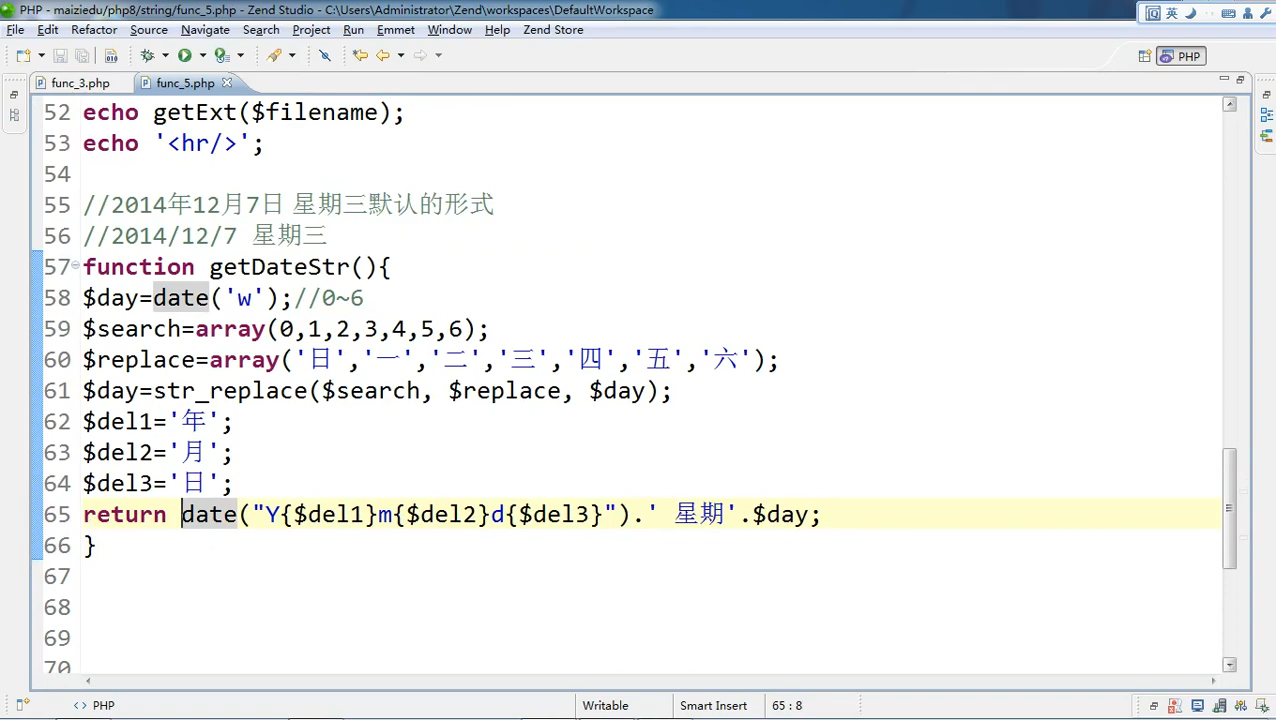 PHP - maiziedu/php8/string/func_5.php - Zend Studio - C:\Users\Administrator\Zend\workspaces\DefaultWorkspace
英
File Edit Refactor Source Navigate Search Project Run Emmet Window Help Zend Store
PHP
func_3.php func_5.php
52 echo getExt($filename);
53 echo '<hr/>';
54
55 //2014年12月7日 星期三默认的形式
56 //2014/12/7 星期三
57 function getDateStr(){
58 $day=date('w');//0~6
59 $search=array(0,1,2,3,4,5,6);
60 $replace=array('日','一','二','三','四','五','六');
61 $day=str_replace($search, $replace, $day);
62 $del1='年';
63 $del2='月';
64 $del3='日';
65 return date("Y{$del1}m{$del2}d{$del3}").' 星期'.$day;
66 }
67
68
69
70
<> PHP Writable Smart Insert 65 : 8